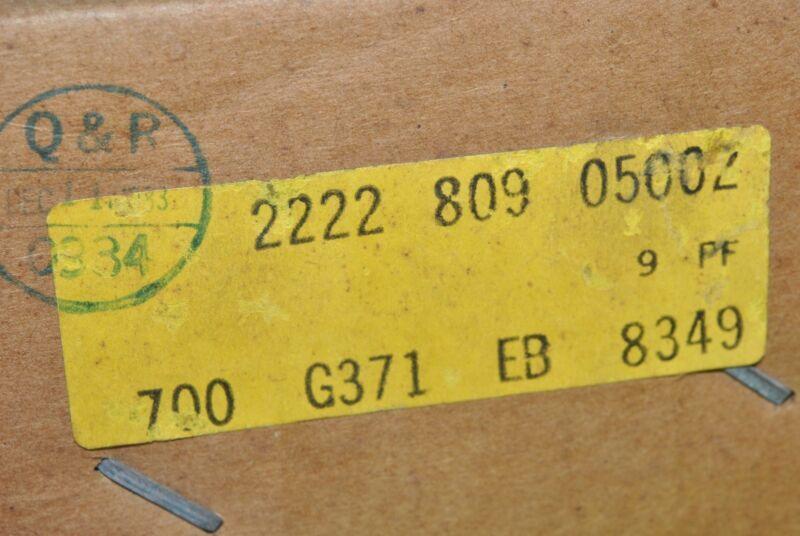 Q & R
0334
2222 809 05002
9 PF
700 G371 EB 8349